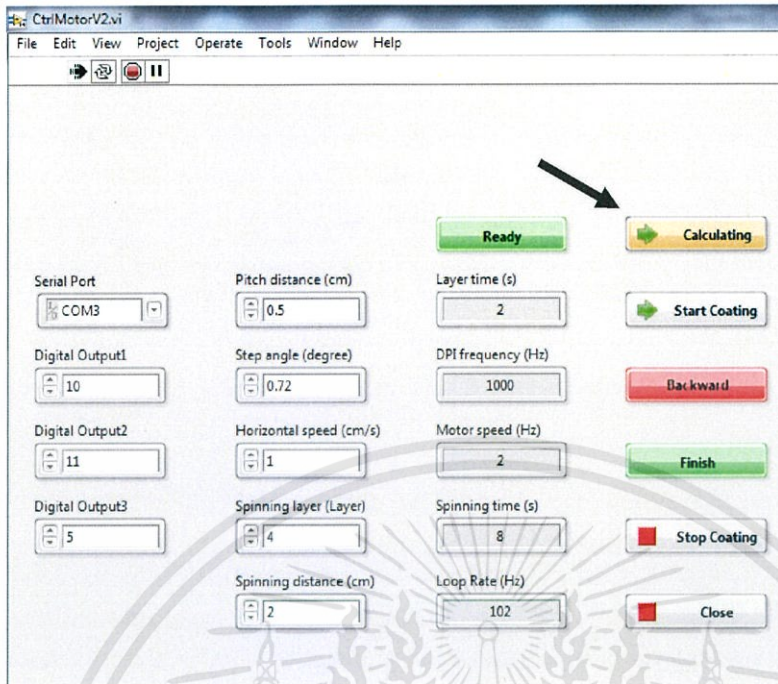 CtrlMotorV2.vi
File Edit View Project Operate Tools Window Help
Ready
Calculating
Serial Port
COM3
Pitch distance (cm)
0.5
Layer time (s)
2
Start Coating
Digital Output1
10
Step angle (degree)
0.72
DPI frequency (Hz)
1000
Backward
Digital Output2
11
Horizontal speed (cm/s)
1
Motor speed (Hz)
2
Finish
Digital Output3
5
Spinning layer (Layer)
4
Spinning time (s)
8
Stop Coating
Spinning distance (cm)
2
Loop Rate (Hz)
102
Close